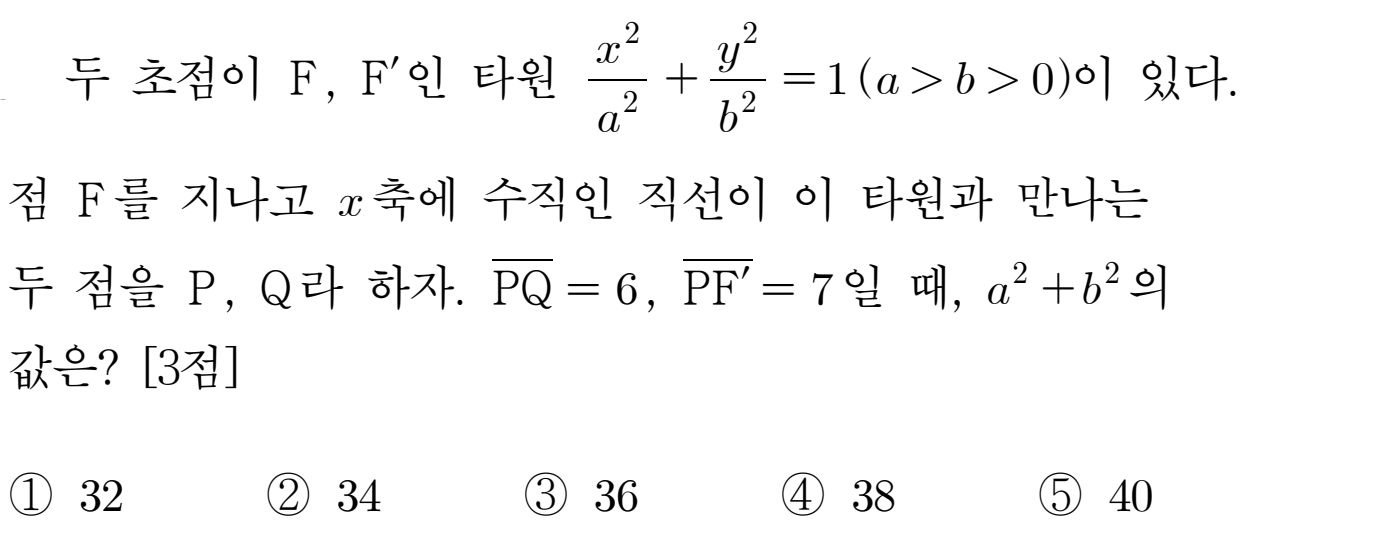 두 초점이 F, F′인 타원 x²/a² + y²/b² = 1 (a > b > 0)이 있다.
점 F를 지나고 x축에 수직인 직선이 이 타원과 만나는
두 점을 P, Q라 하자. P̅Q̅ = 6, P̅F̅′ = 7일 때, a² + b²의
값은? [3점]
① 32 ② 34 ③ 36 ④ 38 ⑤ 40